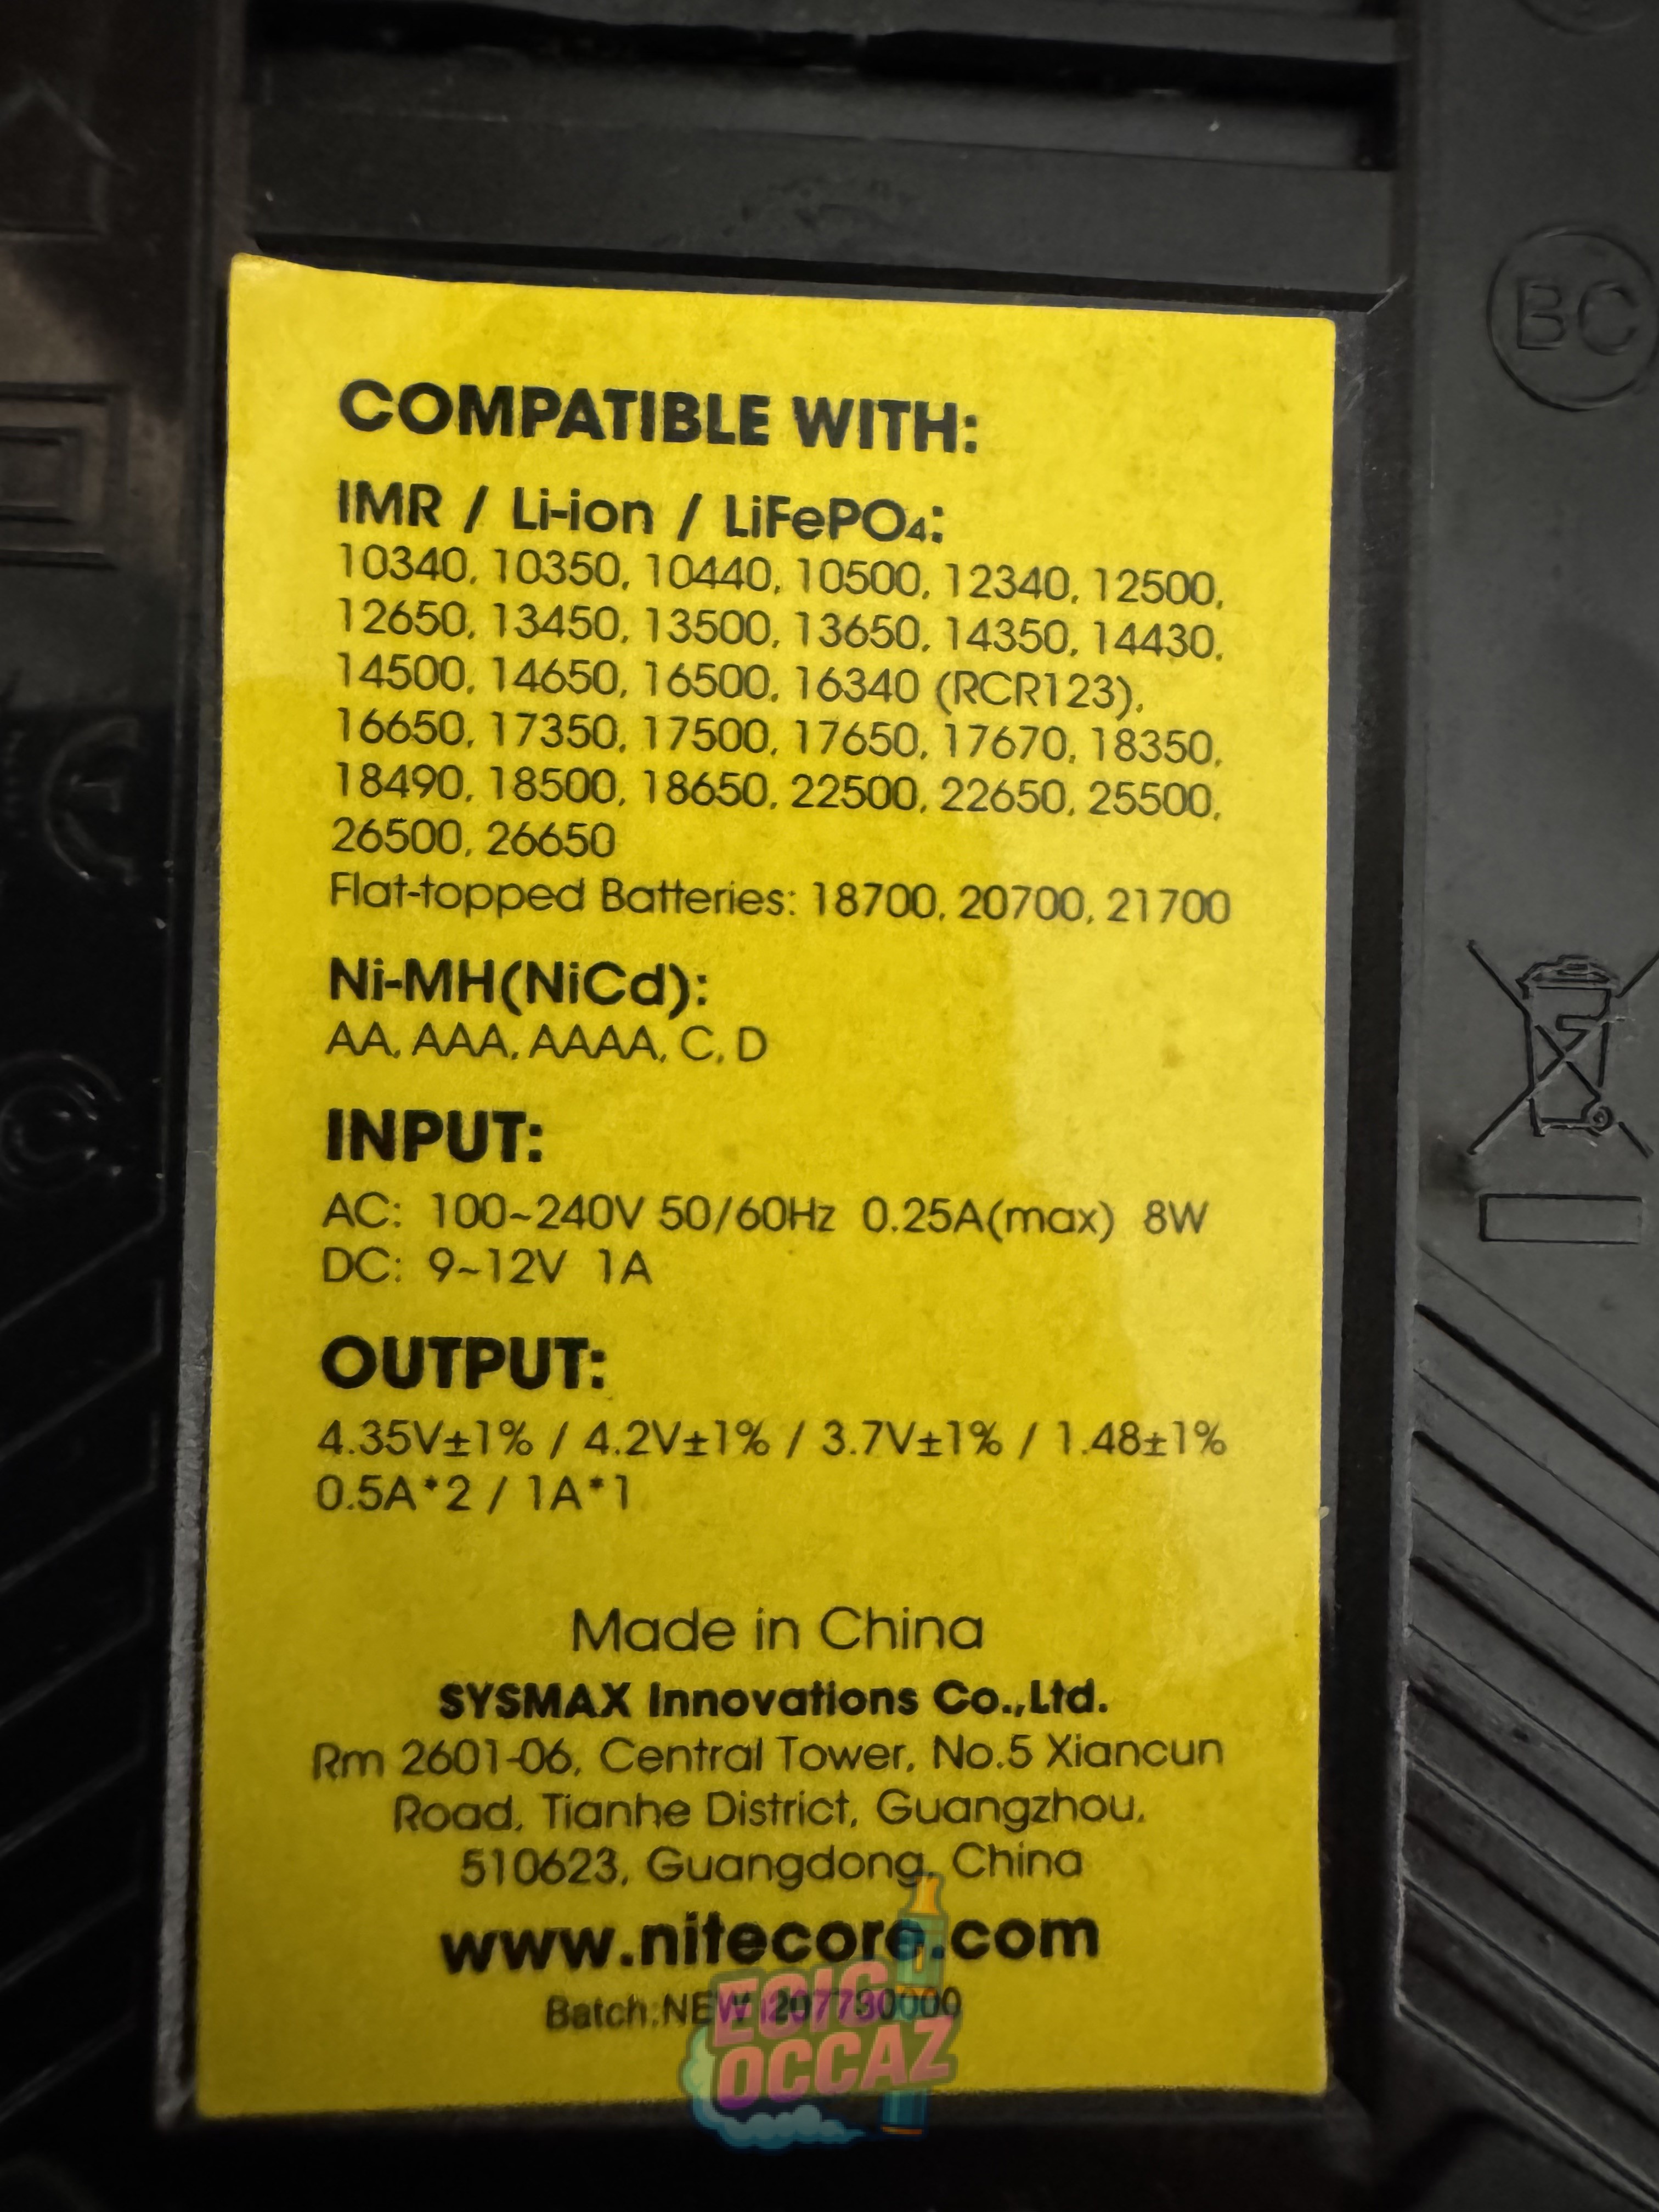 COMPATIBLE WITH:
IMR / Li-ion / LiFePO4:
10340, 10350, 10440, 10500, 12340, 12500,
12650, 13450, 13500, 13650, 14350, 14430,
14500, 14650, 16500, 16340 (RCR123),
16650, 17350, 17500, 17650, 17670, 18350,
18490, 18500, 18650, 22500, 22650, 25500,
26500, 26650
Flat-topped Batteries: 18700, 20700, 21700
Ni-MH(NiCd):
AA, AAA, AAAA, C, D
INPUT:
AC: 100~240V 50/60Hz 0.25A(max) 8W
DC: 9~12V 1A
OUTPUT:
4.35V±1% / 4.2V±1% / 3.7V±1% / 1.48±1%
0.5A*2 / 1A*1
Made in China
SYSMAX Innovations Co.,Ltd.
Rm 2601-06, Central Tower, No.5 Xiancun
Road, Tianhe District, Guangzhou,
510623, Guangdong, China
www.nitecore.com
Batch:
ECIG
OCCAZ
BC